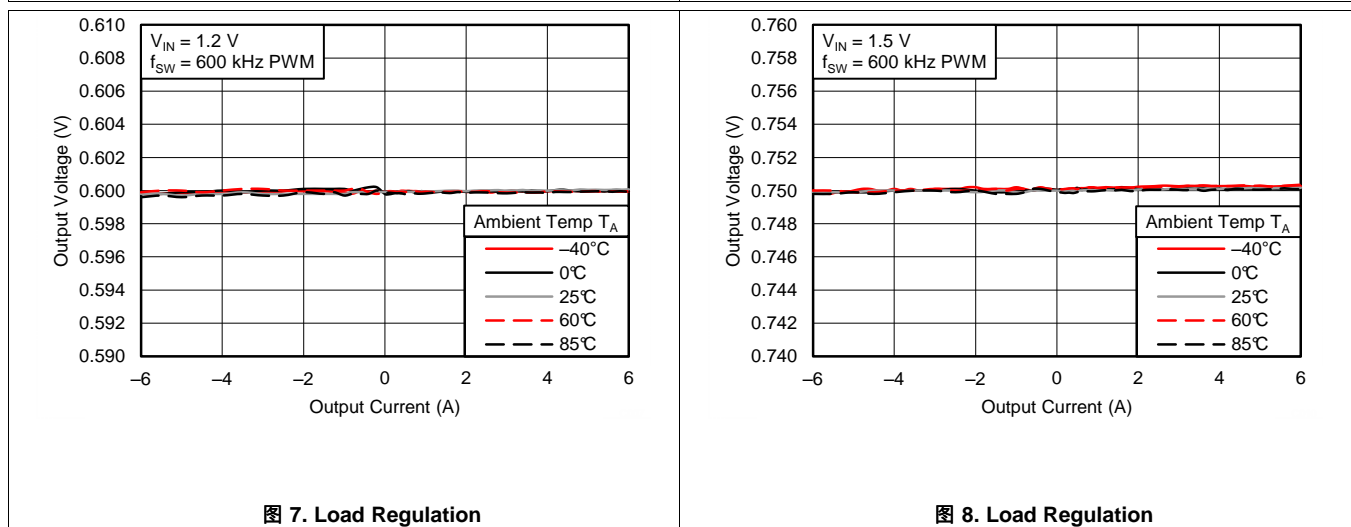 V_IN = 1.2 V
f_SW = 600 kHz PWM
Output Voltage (V)
0.610
0.608
0.606
0.604
0.602
0.600
0.598
0.596
0.594
0.592
0.590
Ambient Temp T_A
–40°C
0°C
25°C
60°C
85°C
–6 –4 –2 0 2 4 6
Output Current (A)
图 7. Load Regulation
V_IN = 1.5 V
f_SW = 600 kHz PWM
Output Voltage (V)
0.760
0.758
0.756
0.754
0.752
0.750
0.748
0.746
0.744
0.742
0.740
Ambient Temp T_A
–40°C
0°C
25°C
60°C
85°C
–6 –4 –2 0 2 4 6
Output Current (A)
图 8. Load Regulation